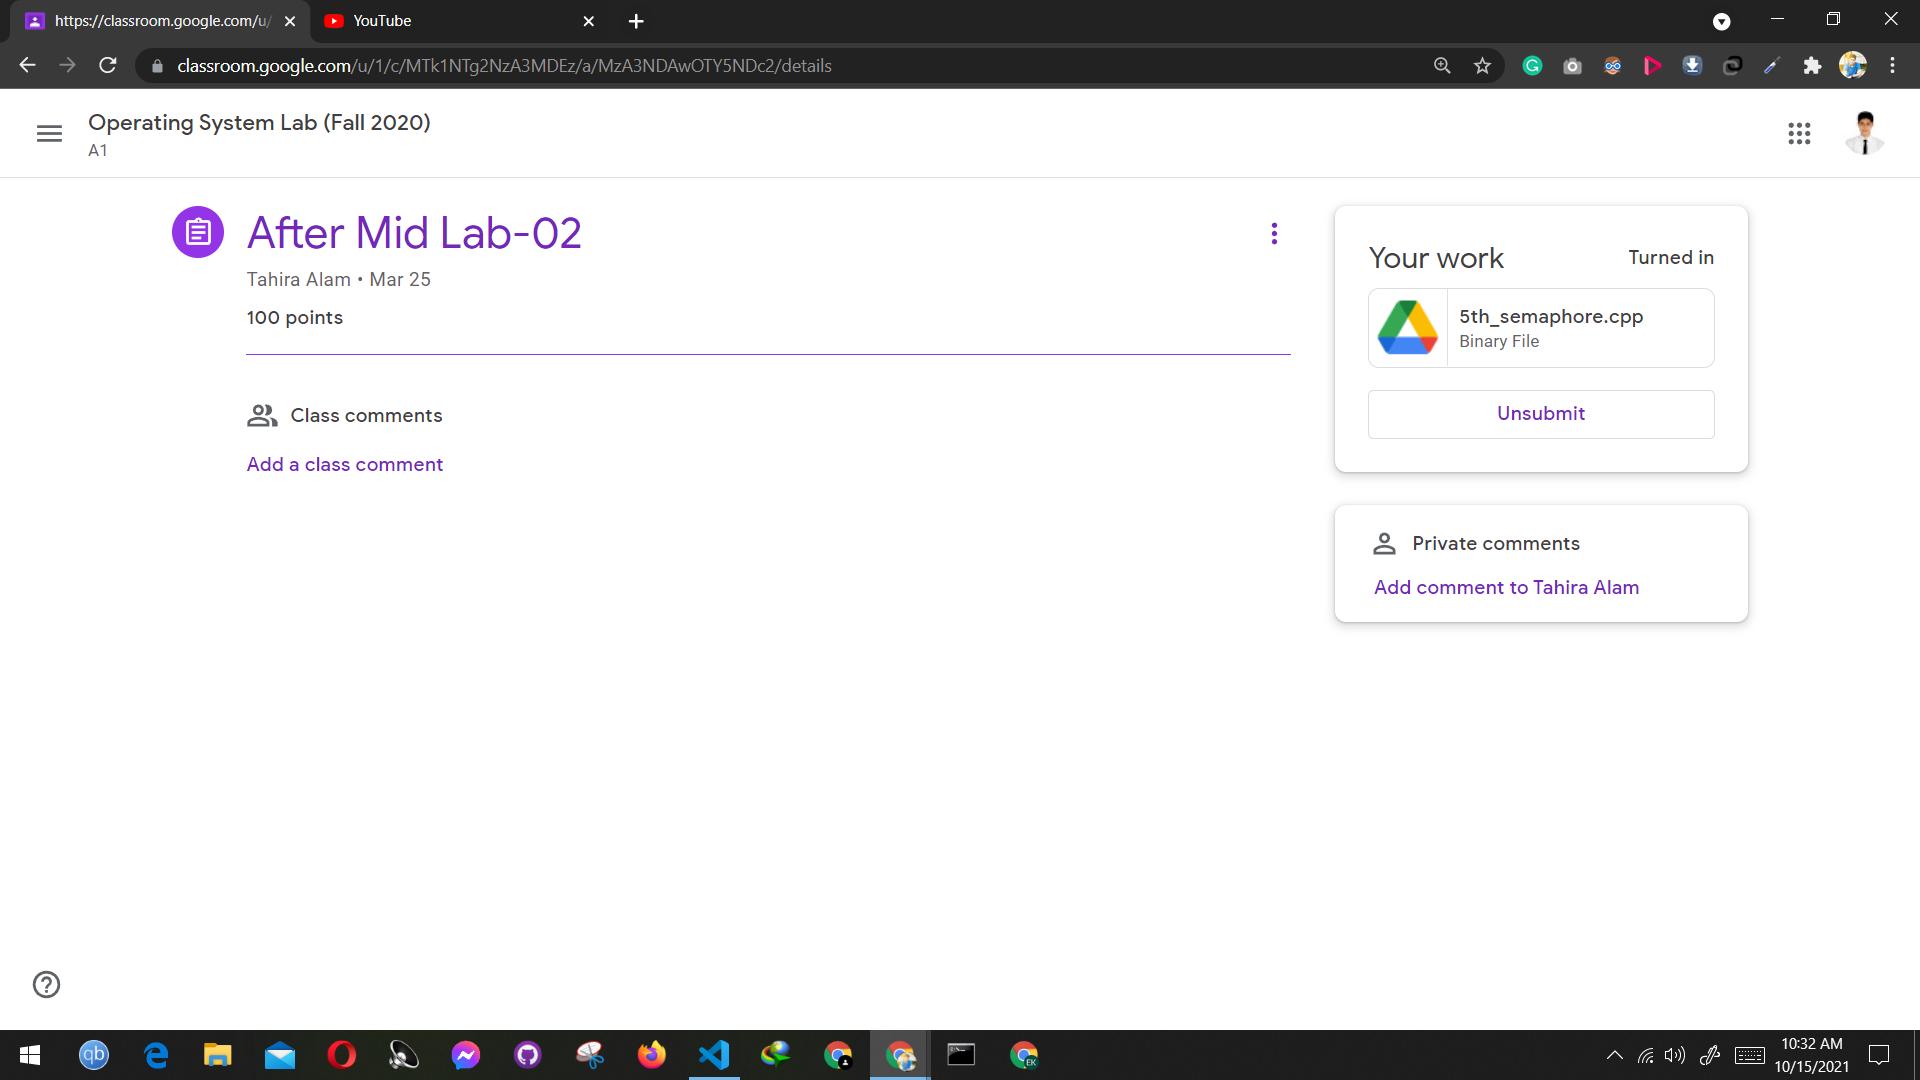 https://classroom.google.com/u/
YouTube
classroom.google.com/u/1/c/MTk1NTg2NzA3MDEz/a/MzA3NDAwOTY5NDc2/details
Operating System Lab (Fall 2020)
A1
After Mid Lab-02
Tahira Alam • Mar 25
100 points
Class comments
Add a class comment
Your work
Turned in
5th_semaphore.cpp
Binary File
Unsubmit
Private comments
Add comment to Tahira Alam
qb
EK
10:32 AM
10/15/2021